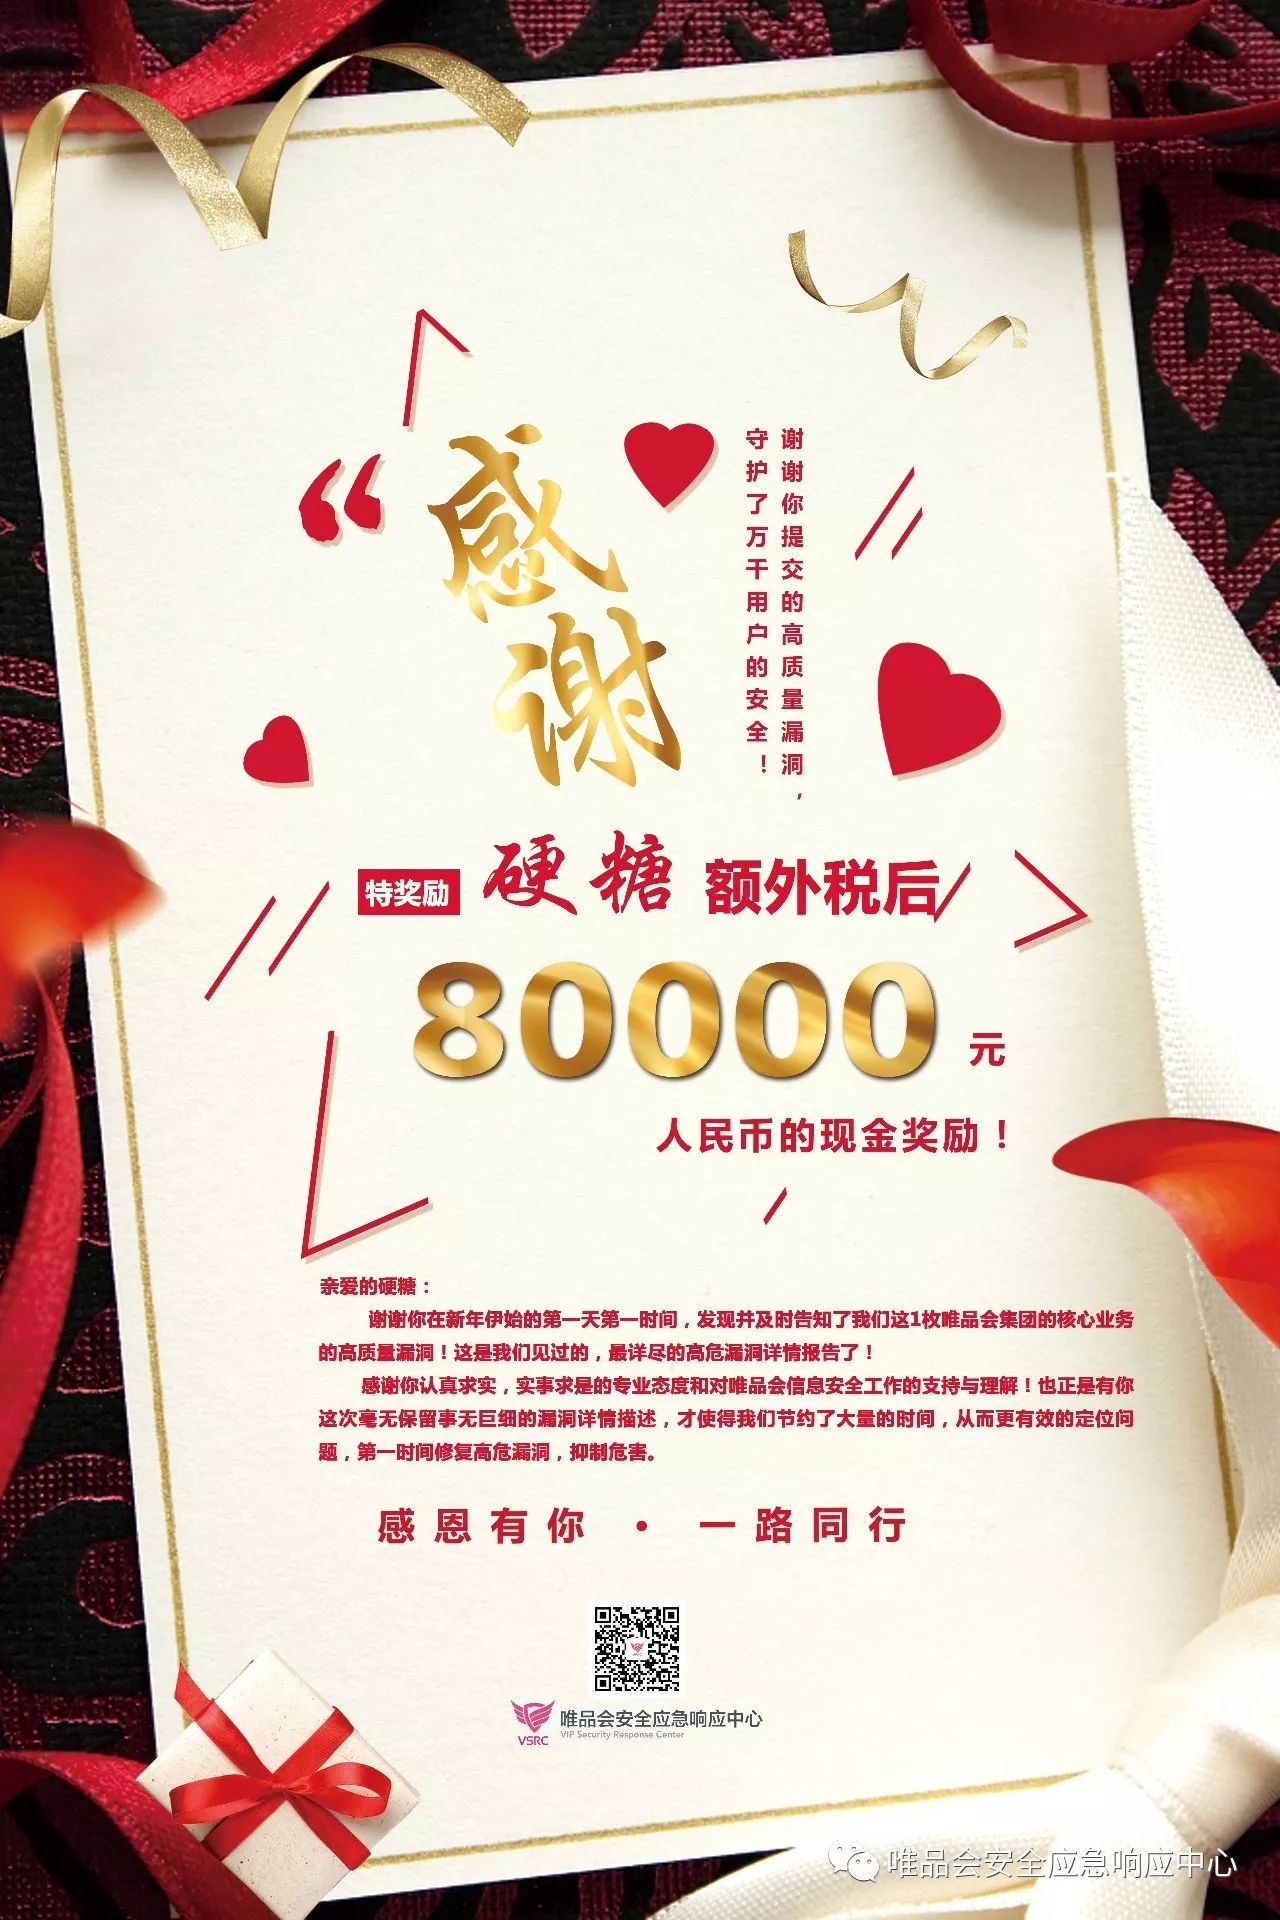 感谢
谢谢你提交的高质量漏洞，
守护了万千用户的安全！
特奖励 硬糖 额外税后
80000 元
人民币的现金奖励！
亲爱的硬糖：
谢谢你在新年伊始的第一天第一时间，发现并及时告知了我们这1枚唯品会集团的核心业务
的高质量漏洞！这是我们见过的，最详尽的高危漏洞详情报告了！
感谢你认真求实，实事求是的专业态度和对唯品会信息安全工作的支持与理解！也正是有你
这次毫无保留事无巨细的漏洞详情描述，才使得我们节约了大量的时间，从而更有效的定位问
题，第一时间修复高危漏洞，抑制危害。
感恩有你 · 一路同行
VSRC
唯品会安全应急响应中心
VIP Security Response Center
VSRC
唯品会安全应急响应中心